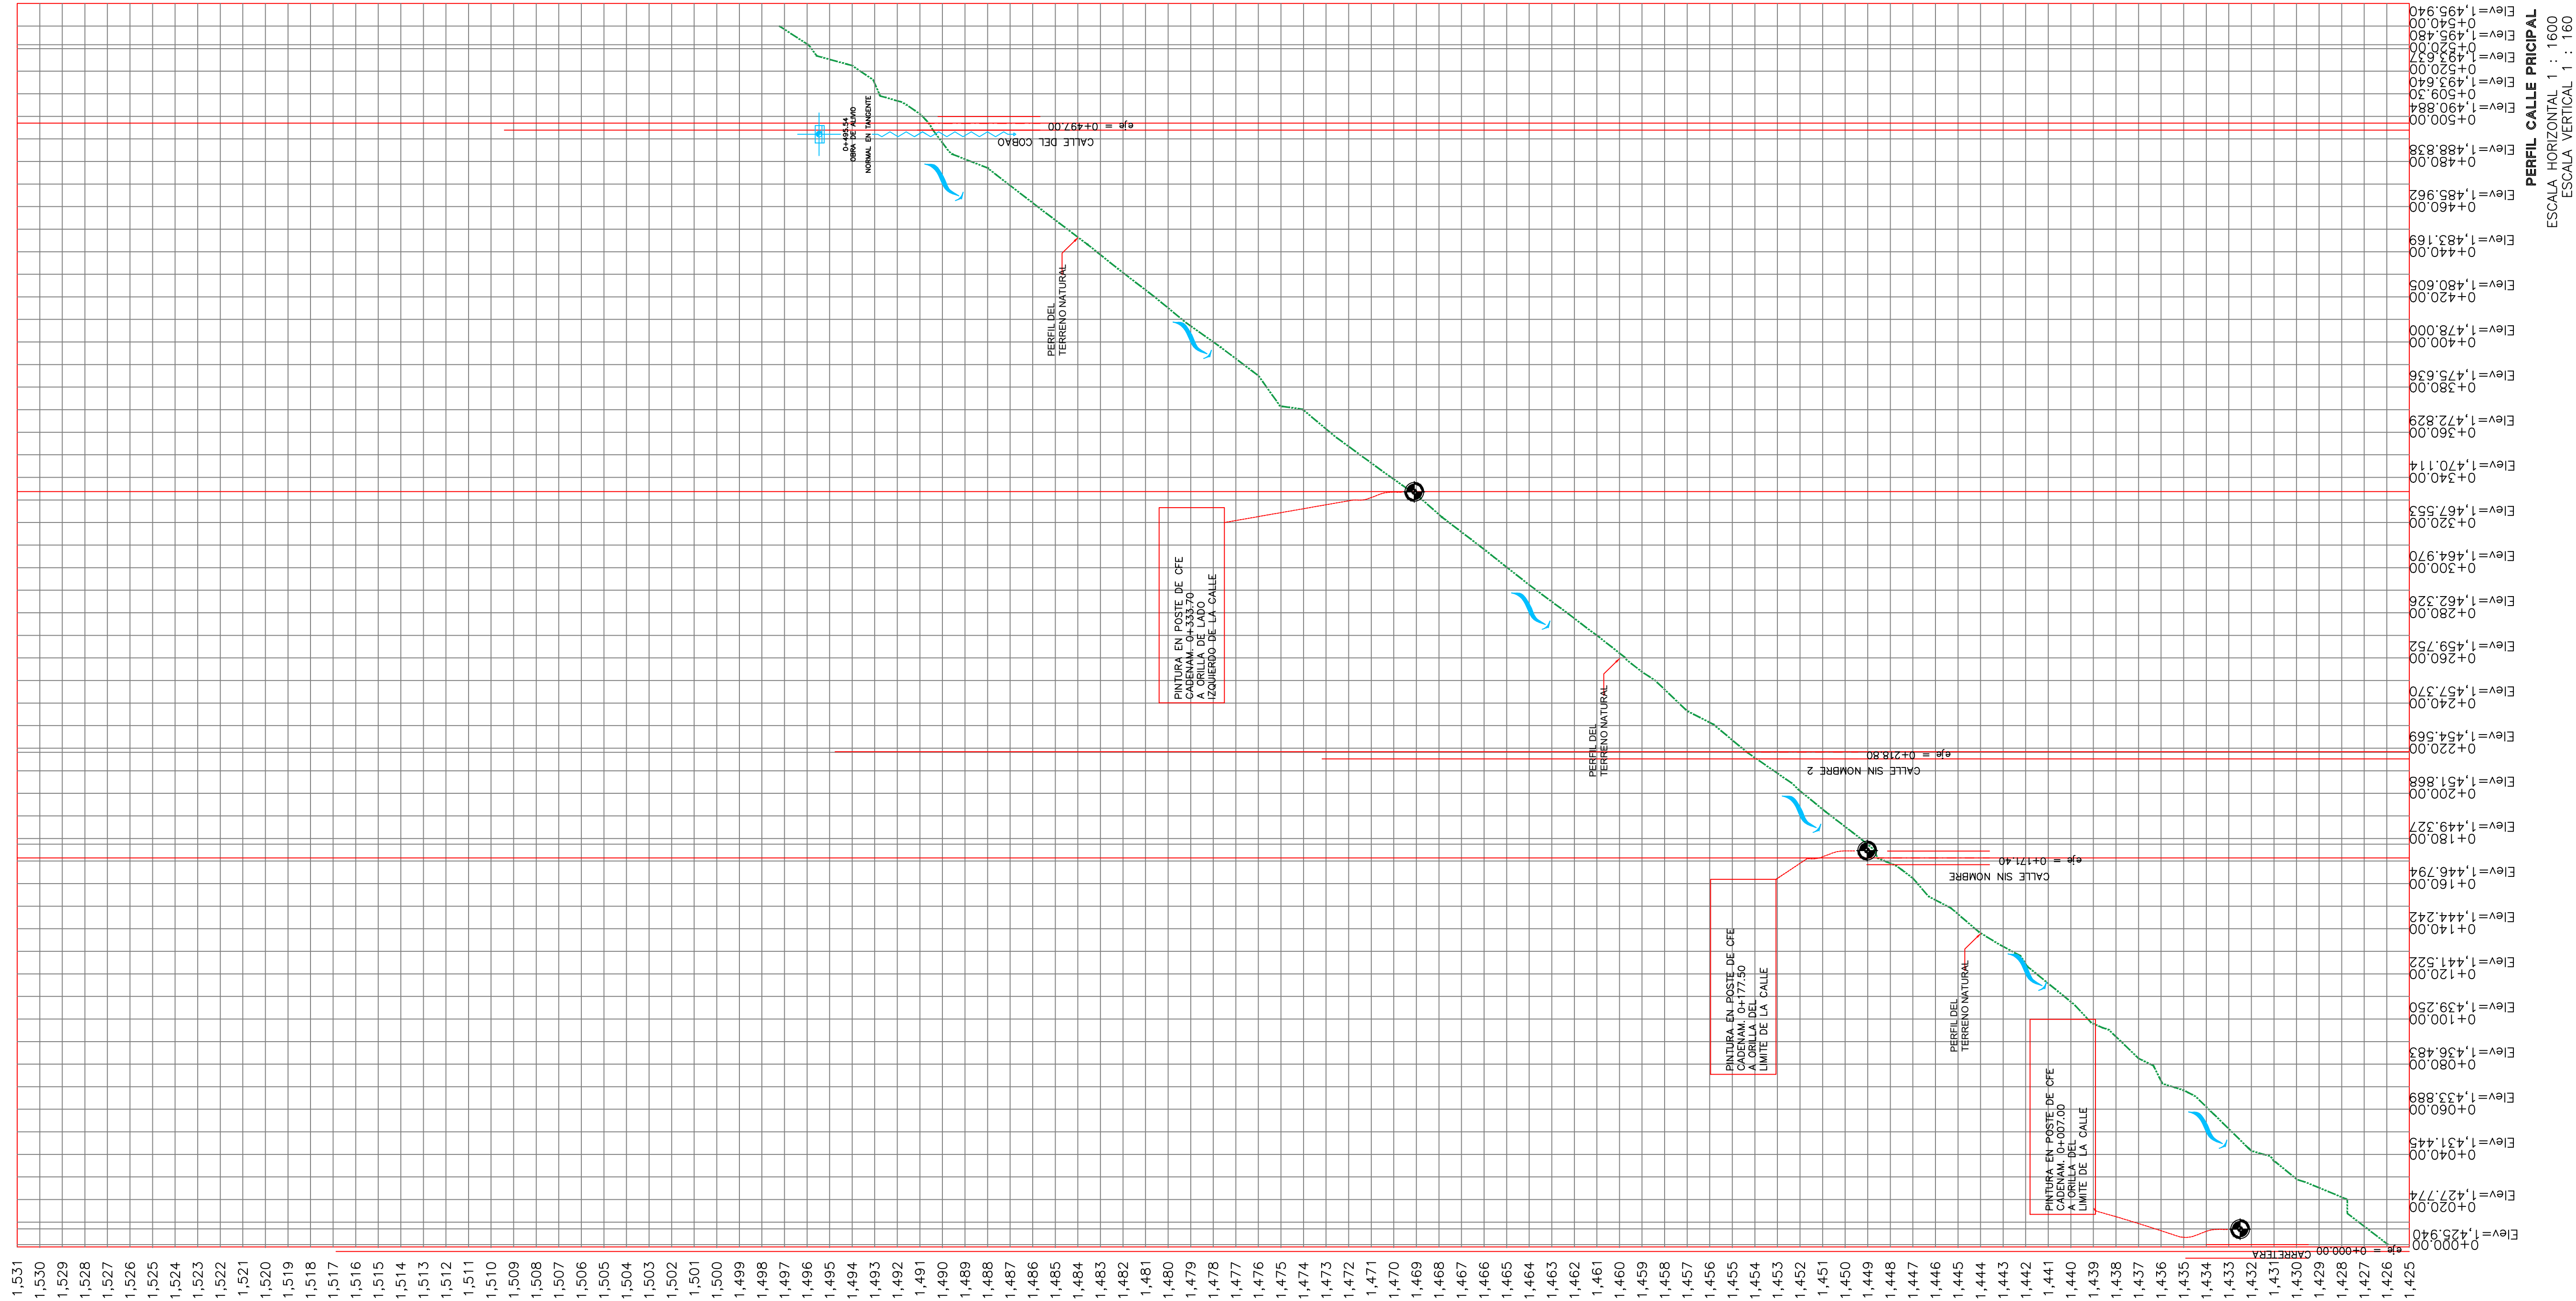 PERFIL CALLE PRICIPAL
ESCALA HORIZONTAL 1 : 1600
ESCALA VERTICAL 1 : 160
0+495.54
OBRA DE ALIVIO
NORMAL EN TANGENTE
eje = 0+497.00
CALLE DEL COBAO
PERFIL DEL
TERRENO NATURAL
PINTURA EN POSTE DE CFE
CADENAM. 0+333.70
A ORILLA DE LADO
IZQUIERDO DE LA CALLE
PERFIL DEL
TERRENO NATURAL
eje = 0+218.80
CALLE SIN NOMBRE 2
PINTURA EN POSTE DE CFE
CADENAM. 0+177.50
A ORILLA DEL
LIMITE DE LA CALLE
eje = 0+171.40
CALLE SIN NOMBRE
PERFIL DEL
TERRENO NATURAL
PINTURA EN POSTE DE CFE
CADENAM. 0+007.00
A ORILLA DEL
LIMITE DE LA CALLE
eje = 0+000.00
CARRETERA
Elev=1,495.940
0+540.00
Elev=1,495.480
0+520.00
Elev=1,493.637
0+520.00
Elev=1,493.640
0+509.30
Elev=1,490.884
0+500.00
Elev=1,488.838
0+480.00
Elev=1,485.962
0+460.00
Elev=1,483.169
0+440.00
Elev=1,480.605
0+420.00
Elev=1,478.000
0+400.00
Elev=1,475.636
0+380.00
Elev=1,472.829
0+360.00
Elev=1,470.114
0+340.00
Elev=1,467.553
0+320.00
Elev=1,464.970
0+300.00
Elev=1,462.326
0+280.00
Elev=1,459.752
0+260.00
Elev=1,457.370
0+240.00
Elev=1,454.569
0+220.00
Elev=1,451.868
0+200.00
Elev=1,449.327
0+180.00
Elev=1,446.794
0+160.00
Elev=1,444.242
0+140.00
Elev=1,441.522
0+120.00
Elev=1,439.250
0+100.00
Elev=1,436.483
0+080.00
Elev=1,433.889
0+060.00
Elev=1,431.445
0+040.00
Elev=1,427.774
0+020.00
Elev=1,425.940
0+000.00
1,531
1,530
1,529
1,528
1,527
1,526
1,525
1,524
1,523
1,522
1,521
1,520
1,519
1,518
1,517
1,516
1,515
1,514
1,513
1,512
1,511
1,510
1,509
1,508
1,507
1,506
1,505
1,504
1,503
1,502
1,501
1,500
1,499
1,498
1,497
1,496
1,495
1,494
1,493
1,492
1,491
1,490
1,489
1,488
1,487
1,486
1,485
1,484
1,483
1,482
1,481
1,480
1,479
1,478
1,477
1,476
1,475
1,474
1,473
1,472
1,471
1,470
1,469
1,468
1,467
1,466
1,465
1,464
1,463
1,462
1,461
1,460
1,459
1,458
1,457
1,456
1,455
1,454
1,453
1,452
1,451
1,450
1,449
1,448
1,447
1,446
1,445
1,444
1,443
1,442
1,441
1,440
1,439
1,438
1,437
1,436
1,435
1,434
1,433
1,432
1,431
1,430
1,429
1,428
1,427
1,426
1,425